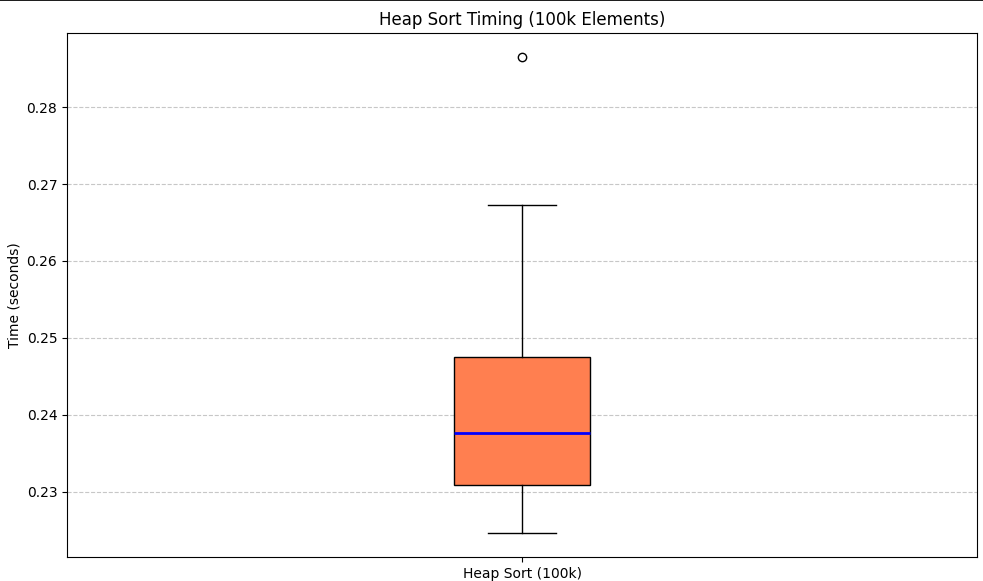 Heap Sort Timing (100k Elements)
Time (seconds)
0.28
0.27
0.26
0.25
0.24
0.23
Heap Sort (100k)